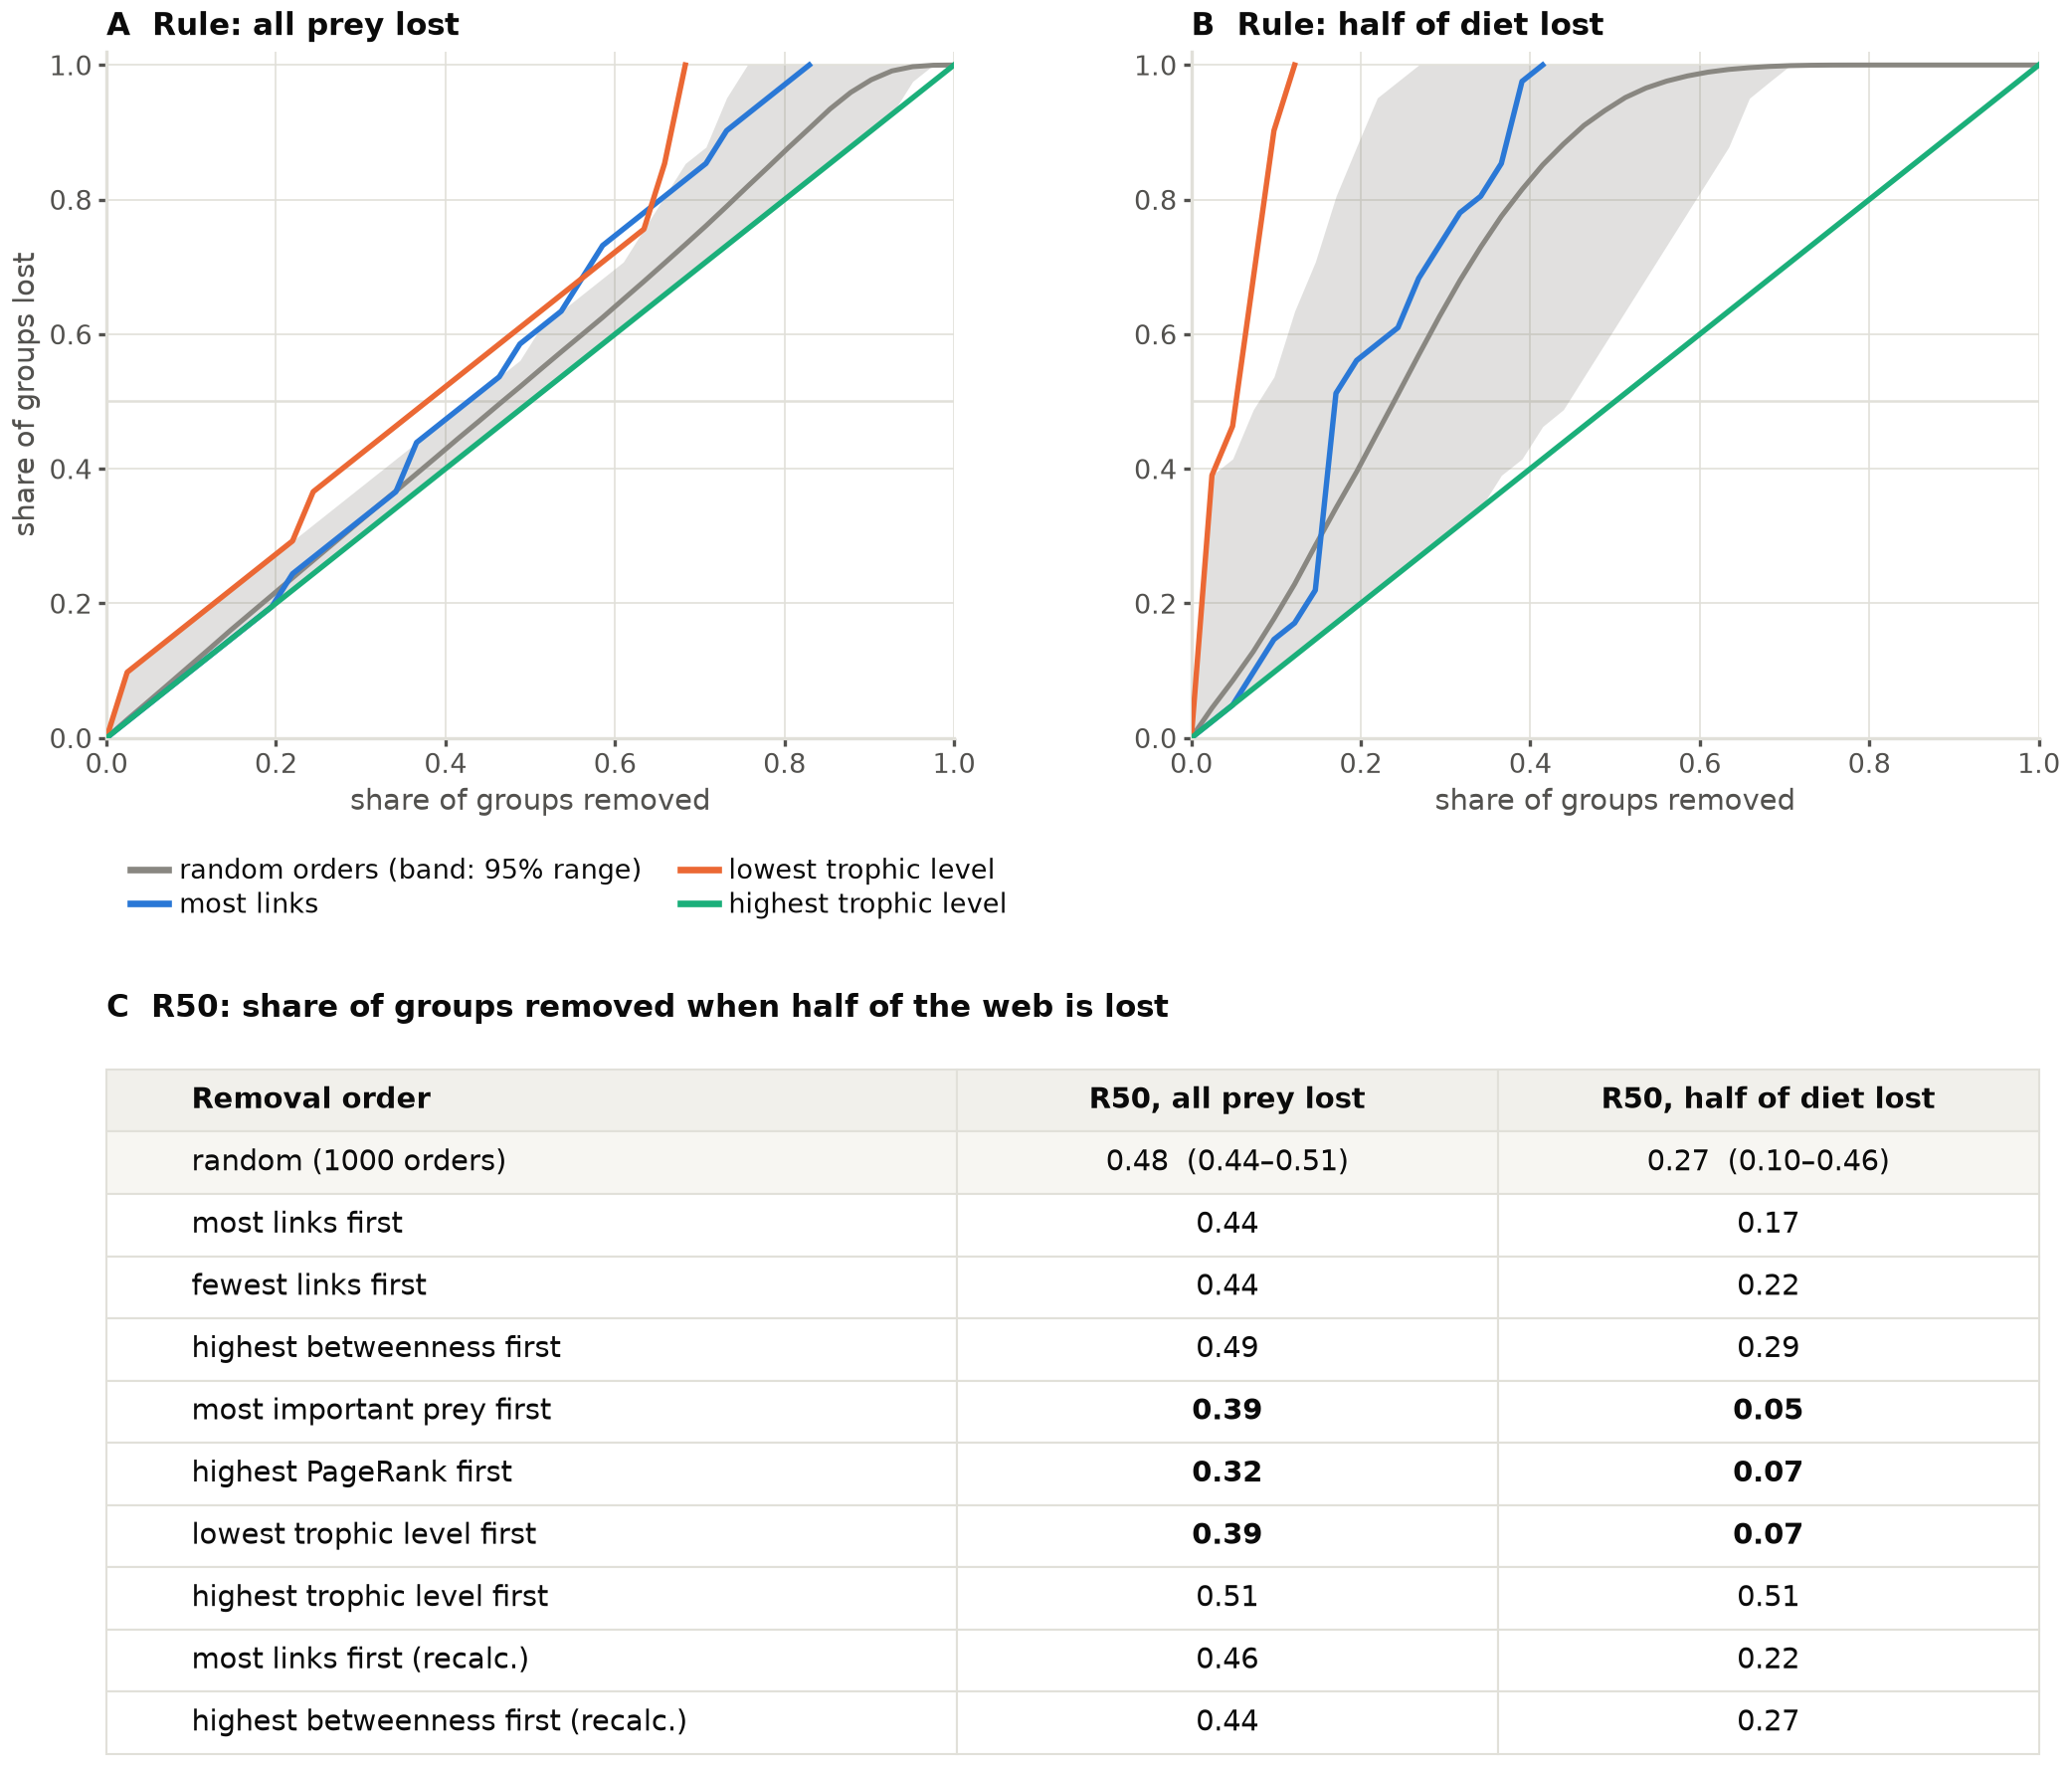 A Rule: all prey lost
B Rule: half of diet lost
share of groups lost
1.0
0.8
0.6
0.4
0.2
0.0
0.0 0.2 0.4 0.6 0.8 1.0
share of groups removed
1.0
0.8
0.6
0.4
0.2
0.0
0.0 0.2 0.4 0.6 0.8 1.0
share of groups removed
random orders (band: 95% range)
most links
lowest trophic level
highest trophic level
C R50: share of groups removed when half of the web is lost
Removal order R50, all prey lost R50, half of diet lost
random (1000 orders) 0.48 (0.44–0.51) 0.27 (0.10–0.46)
most links first 0.44 0.17
fewest links first 0.44 0.22
highest betweenness first 0.49 0.29
most important prey first 0.39 0.05
highest PageRank first 0.32 0.07
lowest trophic level first 0.39 0.07
highest trophic level first 0.51 0.51
most links first (recalc.) 0.46 0.22
highest betweenness first (recalc.) 0.44 0.27